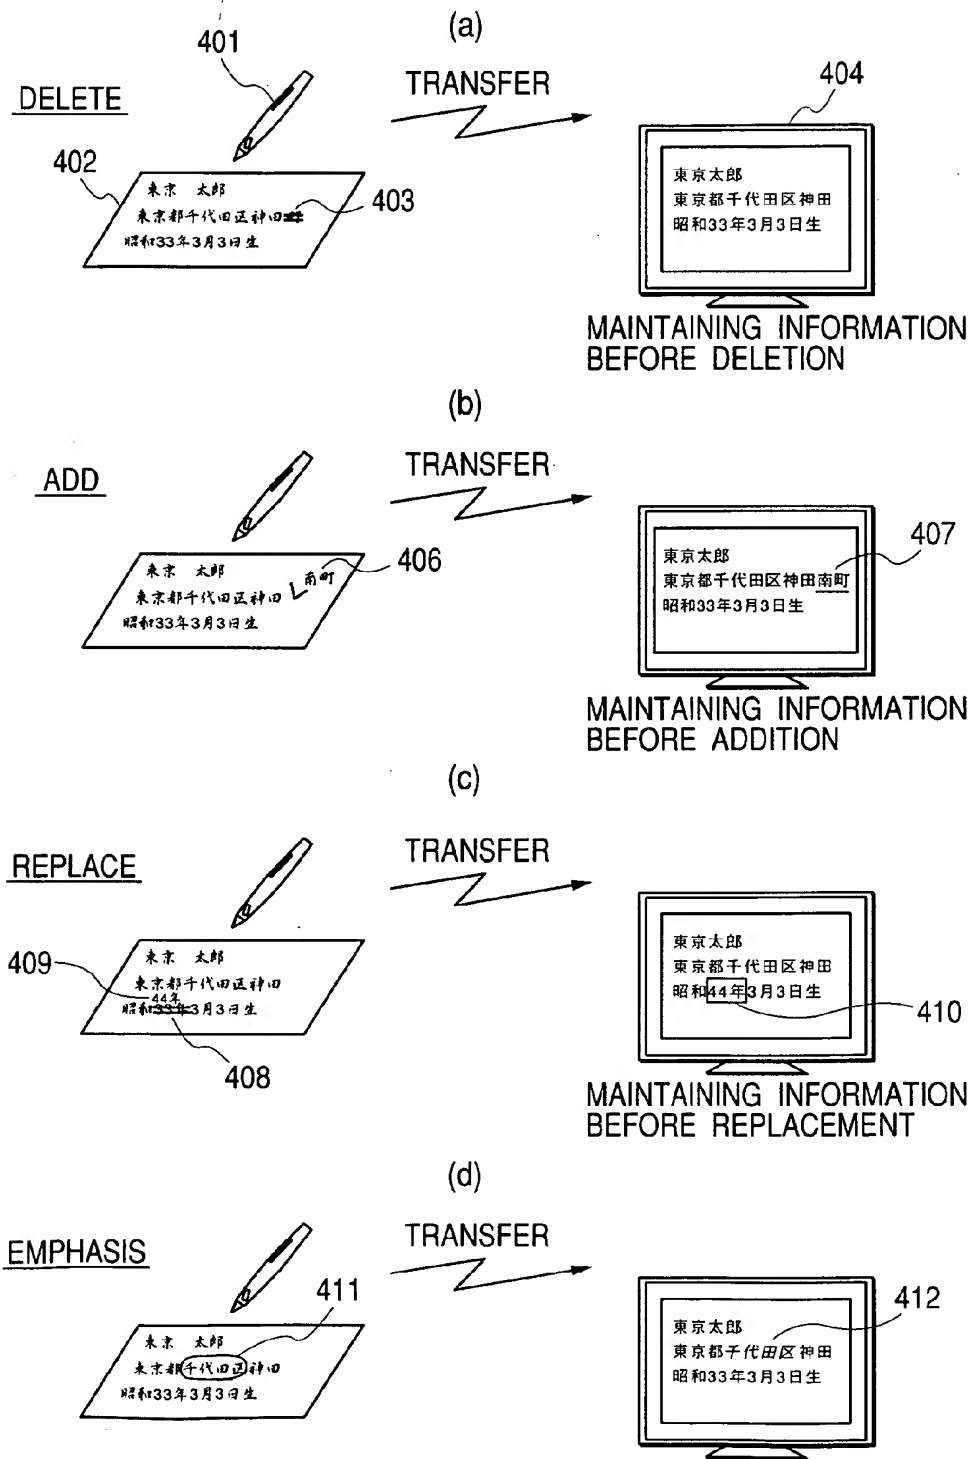 (a)
401
DELETE
TRANSFER
404
402
東京 太郎
東京都千代田区神田
昭和33年3月3日生
403
東京太郎
東京都千代田区神田
昭和33年3月3日生
MAINTAINING INFORMATION
BEFORE DELETION
(b)
ADD
TRANSFER
406
407
東京 太郎
南町
東京都千代田区神田
昭和33年3月3日生
東京太郎
東京都千代田区神田南町
昭和33年3月3日生
MAINTAINING INFORMATION
BEFORE ADDITION
(c)
REPLACE
TRANSFER
409
東京 太郎
東京都千代田区神田
44年
昭和33年3月3日生
408
東京太郎
東京都千代田区神田
昭和44年3月3日生
410
MAINTAINING INFORMATION
BEFORE REPLACEMENT
(d)
EMPHASIS
TRANSFER
411
412
東京 太郎
東京都千代田区神田
昭和33年3月3日生
東京太郎
東京都千代田区神田
昭和33年3月3日生